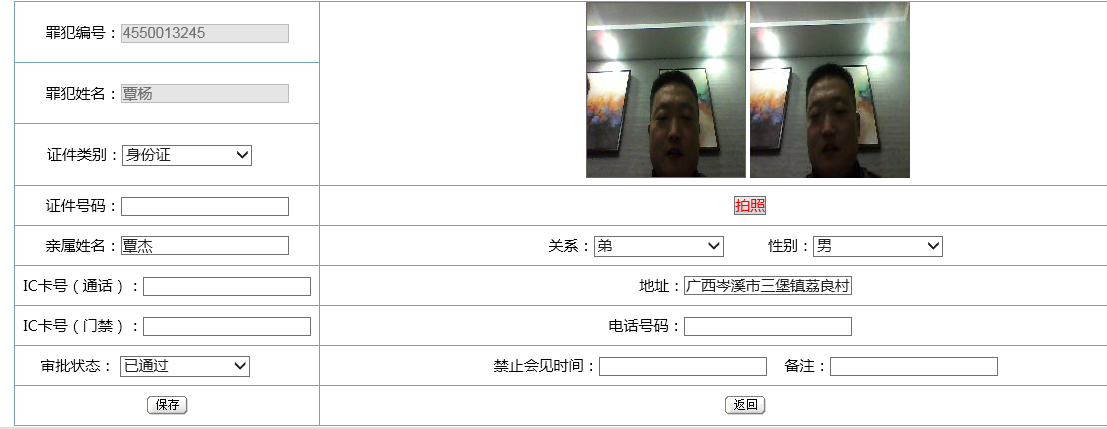 罪犯编号：4550013245
罪犯姓名：覃杨
证件类别：身份证
证件号码：
拍照
亲属姓名：覃杰
关系：弟 性别：男
IC卡号（通话）：
地址：广西岑溪市三堡镇荔良村
IC卡号（门禁）：
电话号码：
审批状态：已通过
禁止会见时间： 备注：
保存
返回